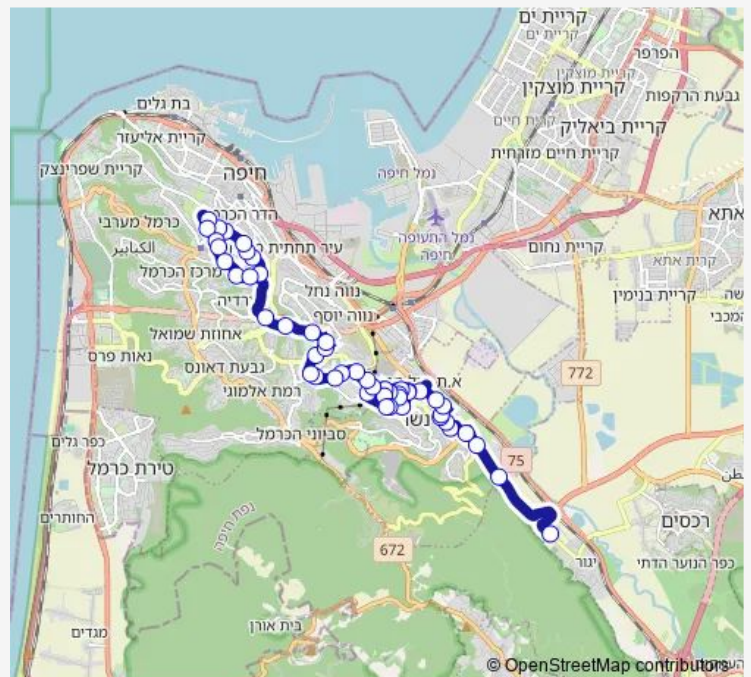 קריית ים
קריית ים
הפרפר
קריית מוצקין
קריית מוצקין
גבעת הרקפות
בת גלים
קריית חיים
קריית ביאליק
קריית אליעזר
קריית חיים מזרחית
קריית שפרינצק
חיפה
נמל חיפה
הדר הכרמל
אתא
כרמל מערבי
נמל התעופה
חיפה
الكبابير
עיר תחתית
קריית נחום
קריית אתא
מרכז הכרמל
נווה נחל
קריית בנימין
המכבי
נווה יוסף
אחוזת שמואל
נאות פרס
גבעת דאונס
772
א.ת
רמת אלמוגי
נשר
סביוני הכרמל
כפר גלים
75
טירת כרמל
החותרים
נפת חיפה
רכסים
672
יגור
כפר הנוער הדתי
בית אורן
מגדים
© OpenStreetMap contributors